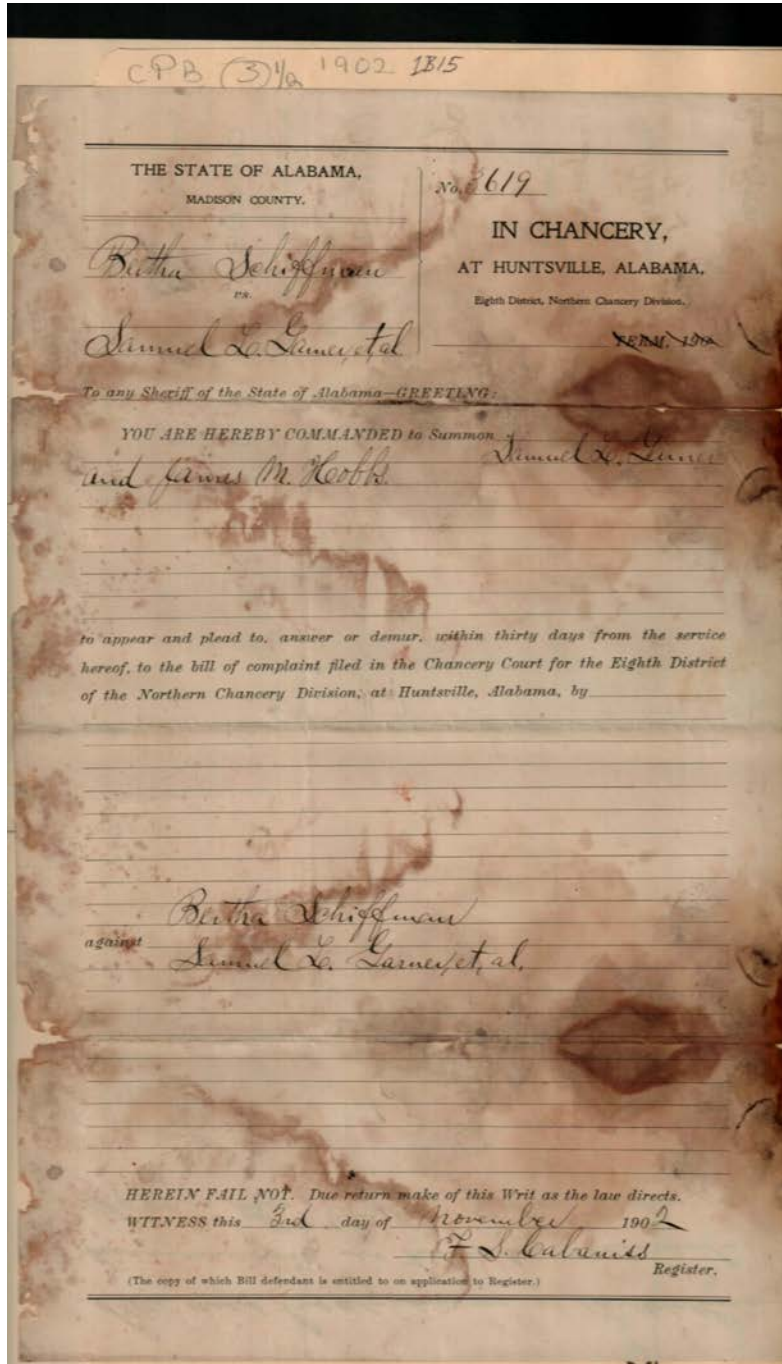 CPB (3)½ 1902 1B15
THE STATE OF ALABAMA,
MADISON COUNTY.
Bertha Schiffman
vs.
Samuel L. Garner, et al
No. 3619
IN CHANCERY,
AT HUNTSVILLE, ALABAMA,
Eighth District, Northern Chancery Division.
TERM, 190
To any Sheriff of the State of Alabama—GREETING:
YOU ARE HEREBY COMMANDED to Summon Samuel L. Garner
and James M. Hobbs.
to appear and plead to, answer or demur, within thirty days from the service
hereof, to the bill of complaint filed in the Chancery Court for the Eighth District
of the Northern Chancery Division, at Huntsville, Alabama, by
Bertha Schiffman
against
Samuel L. Garner, et, al.
HEREIN FAIL NOT. Due return make of this Writ as the law directs.
WITNESS this 3rd day of November 1902
F S. Cabaniss
Register.
(The copy of which Bill defendant is entitled to on application to Register.)